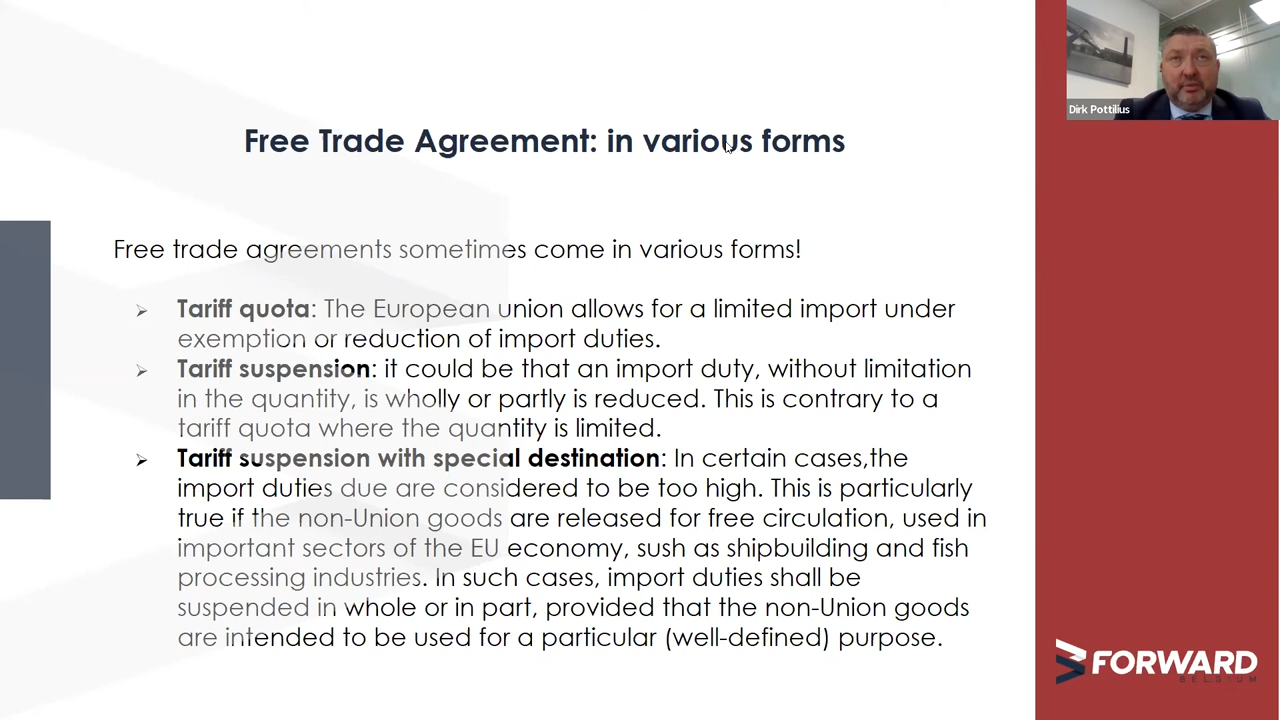 Dirk Pottilius
Free Trade Agreement: in various forms
Free trade agreements sometimes come in various forms!
Tariff quota: The European union allows for a limited import under
exemption or reduction of import duties.
Tariff suspension: it could be that an import duty, without limitation
in the quantity, is wholly or partly is reduced. This is contrary to a
tariff quota where the quantity is limited.
Tariff suspension with special destination: In certain cases,the
import duties due are considered to be too high. This is particularly
true if the non-Union goods are released for free circulation, used in
important sectors of the EU economy, sush as shipbuilding and fish
processing industries. In such cases, import duties shall be
suspended in whole or in part, provided that the non-Union goods
are intended to be used for a particular (well-defined) purpose.
FORWARD
BELGIUM